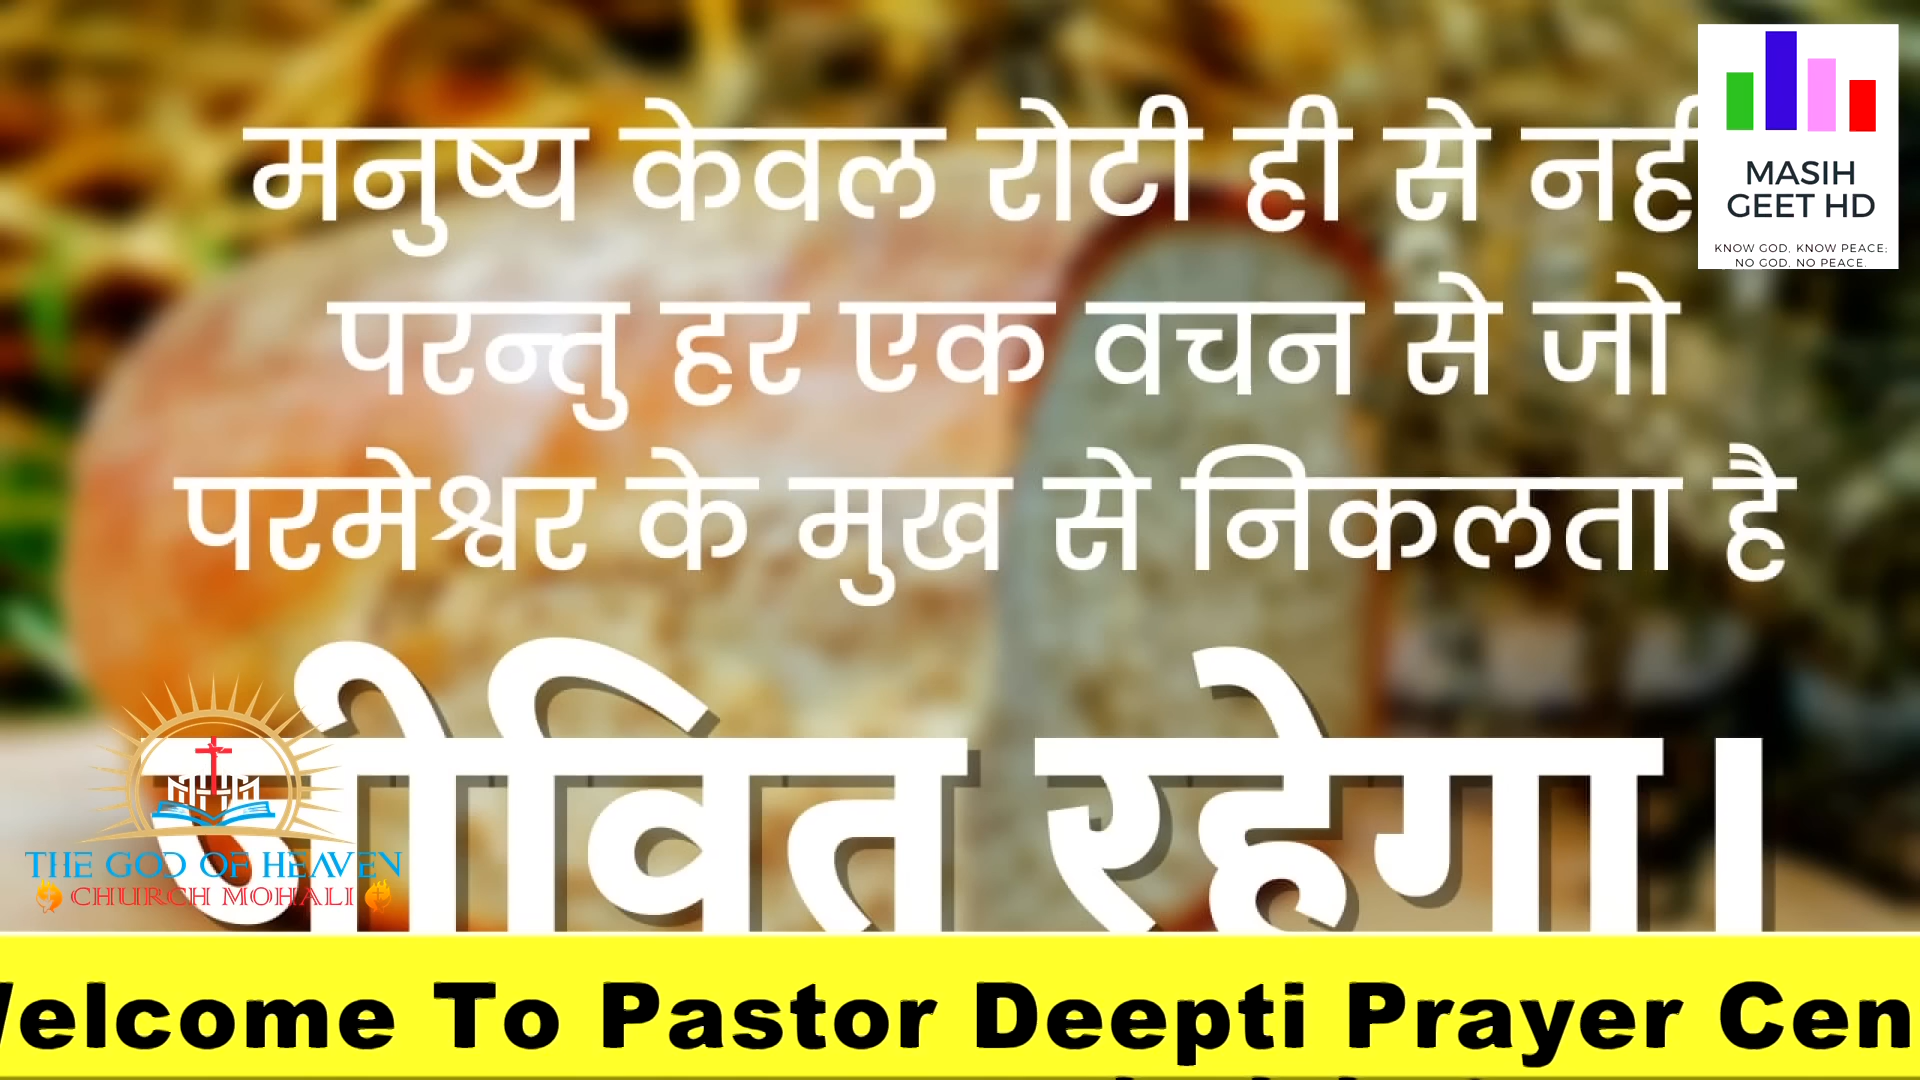 मनुष्य केवल रोटी ही से नही
परन्तु हर एक वचन से जो
परमेश्वर के मुख से निकलता है
जीवित रहेगा।
MASIH
GEET HD
KNOW GOD. KNOW PEACE;
NO GOD. NO PEACE.
THE GOD OF HEAVEN
CHURCH MOHALI
Welcome To Pastor Deepti Prayer Cen